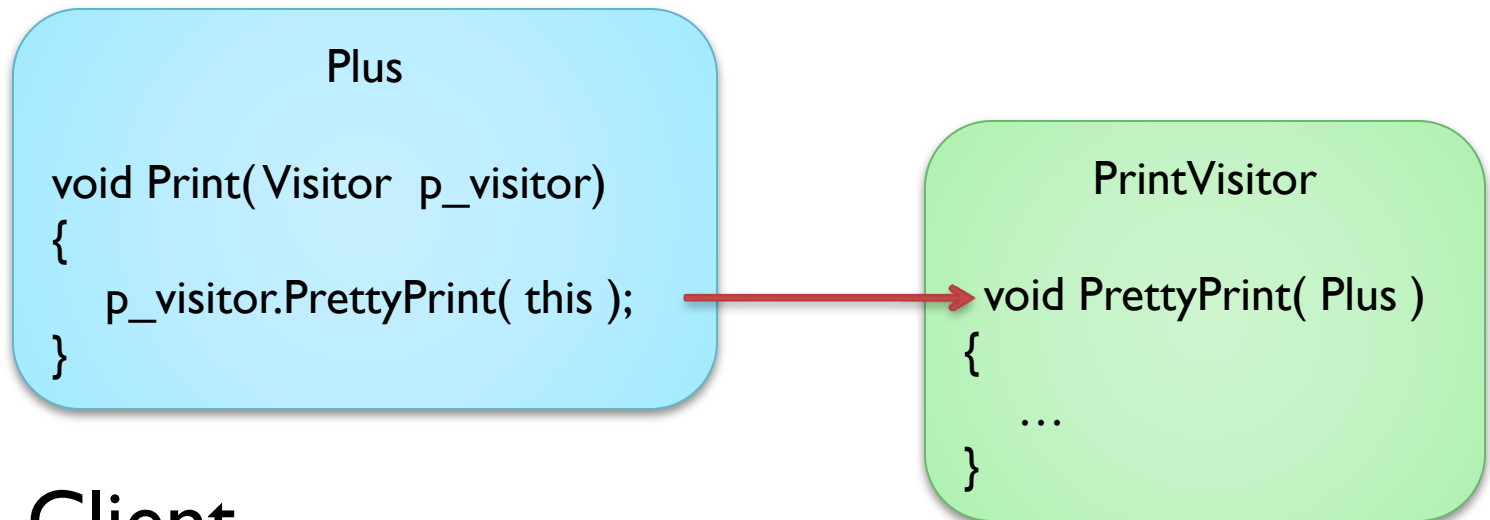 Plus
void Print( Visitor p_visitor)
{
p_visitor.PrettyPrint( this );
}
PrintVisitor
void PrettyPrint( Plus )
{
…
}
Client